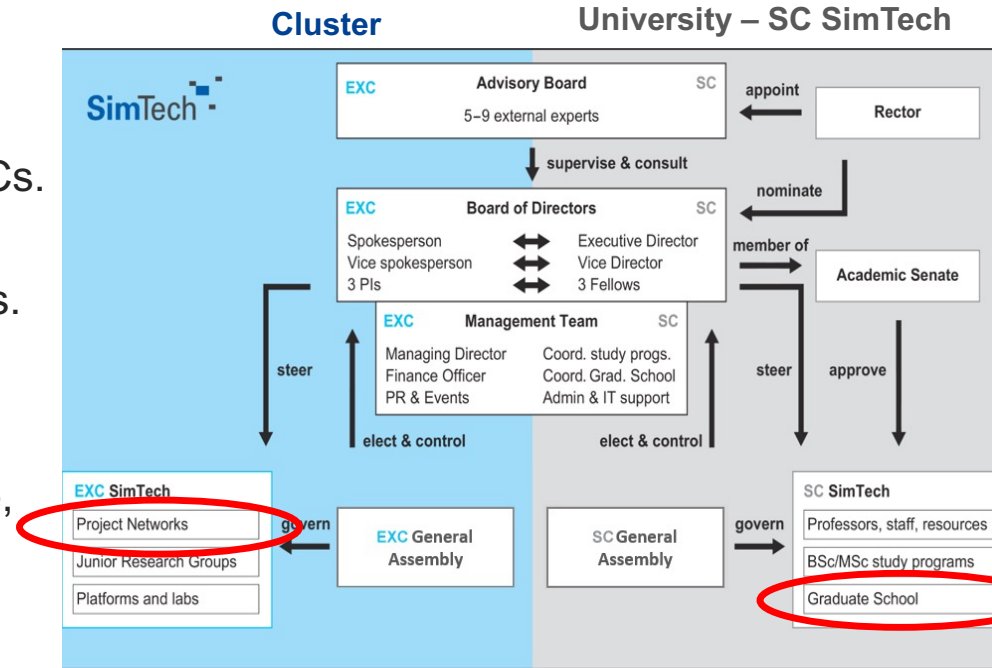 Cluster
University – SC SimTech
SimTech
Cs.
s.
,
EXC Advisory Board SC
5–9 external experts
appoint
Rector
supervise & consult
nominate
EXC Board of Directors SC
Spokesperson Executive Director
Vice spokesperson Vice Director
3 PIs 3 Fellows
member of
Academic Senate
EXC Management Team SC
Managing Director Coord. study progs.
Finance Officer Coord. Grad. School
PR & Events Admin & IT support
steer
steer
approve
elect & control
elect & control
EXC SimTech
Project Networks
Junior Research Groups
Platforms and labs
govern
EXC General
Assembly
SC General
Assembly
govern
SC SimTech
Professors, staff, resources
BSc/MSc study programs
Graduate School